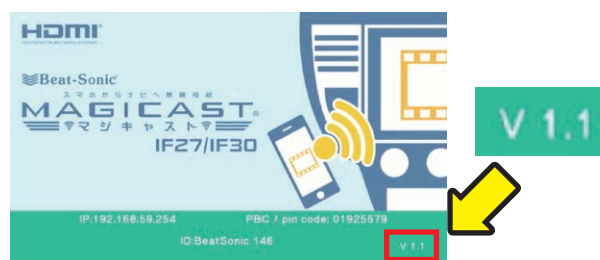 HDMI
Beat-Sonic
スマホからナビへ無線接続
MAGICAST®
マジキャスト
IF27/IF30
IP:192.168.59.254 PBC / pin code: 01925579
ID:BeatSonic 146
V 1.1
V 1.1